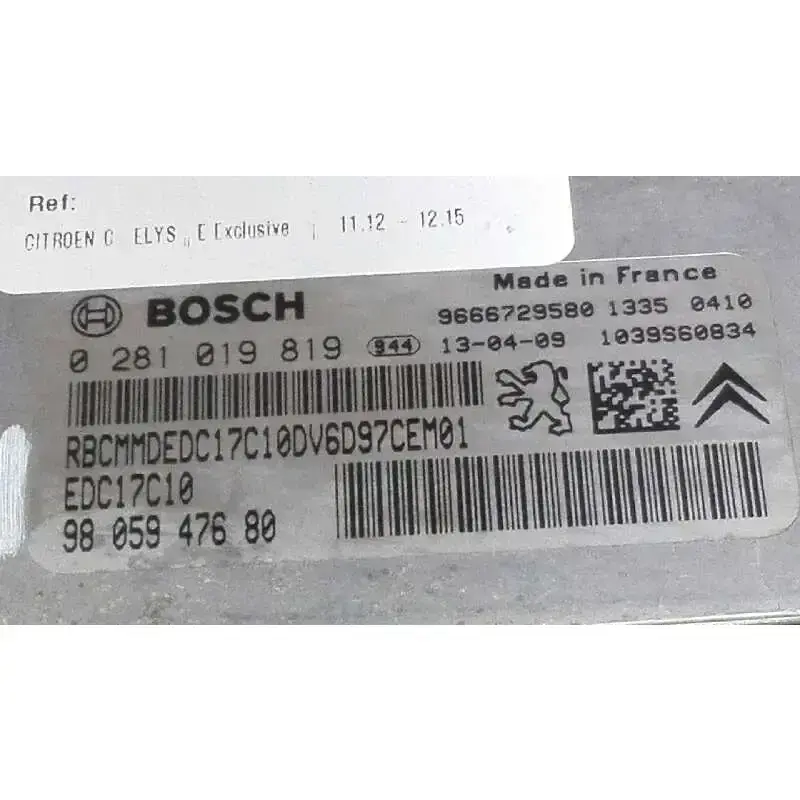 Ref:
CITROEN C ELYS E Exclusive 11.12 - 12.15
BOSCH
Made in France
9666729580 1335 0410
0 281 019 819 944 13-04-09 1039S60834
RBCMMDEDC17C10DV6D97CEM01
EDC17C10
98 059 476 80